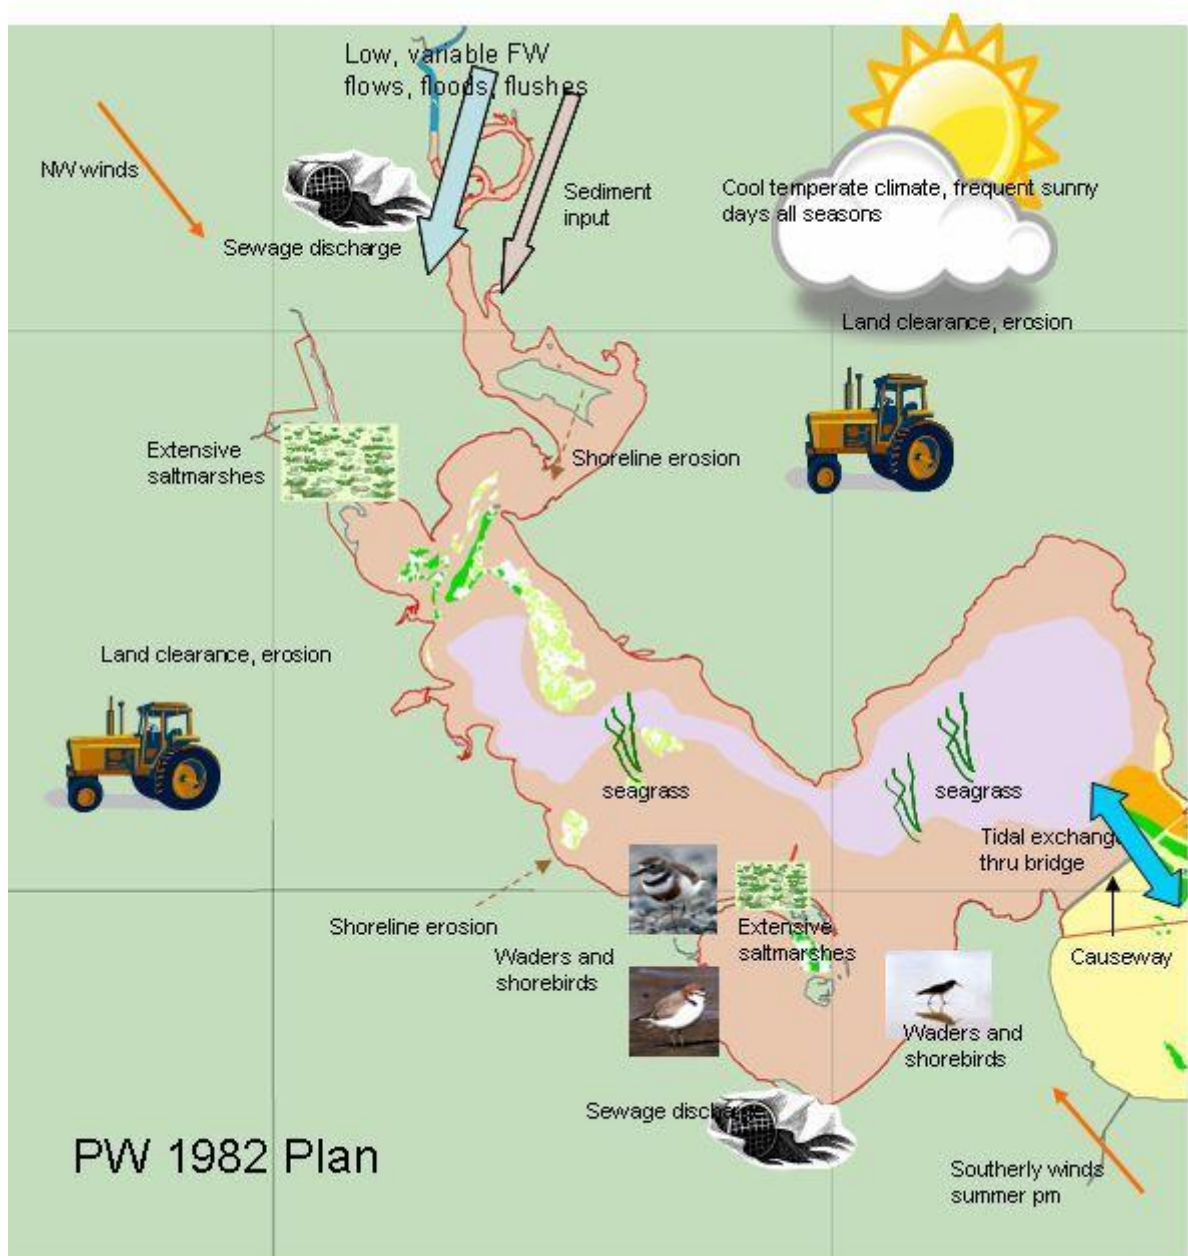 Low, variable FW
flows, floods, flushes
NW winds
Sediment
input
Cool temperate climate, frequent sunny
days all seasons
Sewage discharge
Land clearance, erosion
Extensive
saltmarshes
Shoreline erosion
Land clearance, erosion
seagrass
seagrass
Tidal exchange
thru bridge
Shoreline erosion
Waders and
shorebirds
Extensive
saltmarshes
Causeway
Waders and
shorebirds
Sewage discharge
PW 1982 Plan
Southerly winds
summer pm